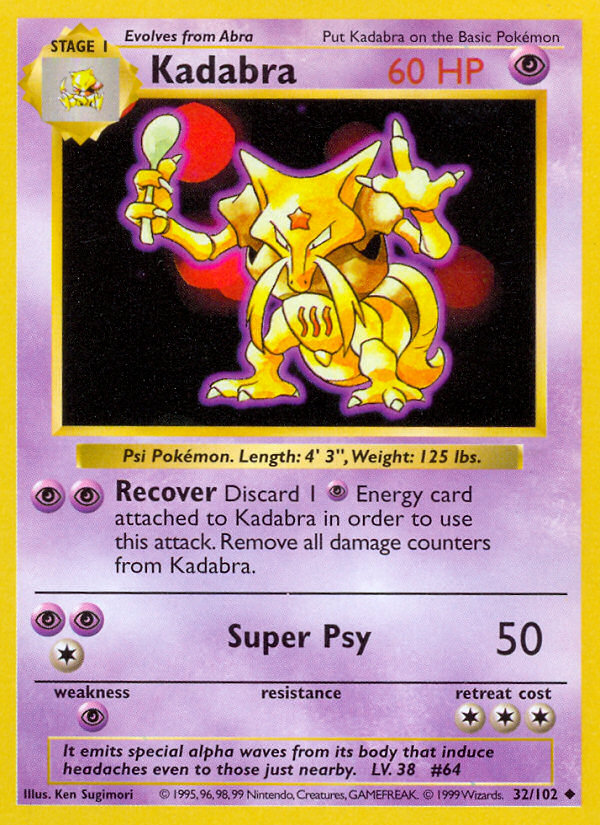 STAGE 1
Evolves from Abra
Put Kadabra on the Basic Pokémon
Kadabra
60 HP
Psi Pokémon. Length: 4' 3", Weight: 125 lbs.
Recover Discard 1 Energy card
attached to Kadabra in order to use
this attack. Remove all damage counters
from Kadabra.
Super Psy 50
weakness
resistance
retreat cost
It emits special alpha waves from its body that induce
headaches even to those just nearby. LV. 38 #64
Illus. Ken Sugimori
© 1995, 96, 98, 99 Nintendo, Creatures, GAMEFREAK. © 1999 Wizards.
32/102